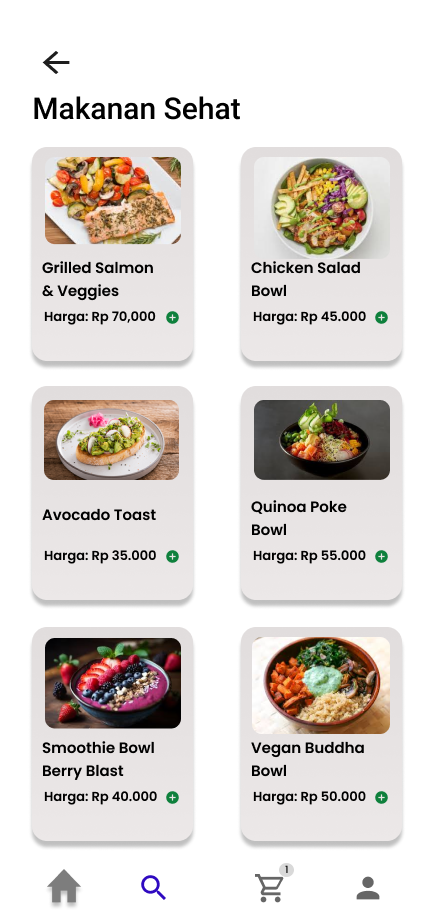 Makanan Sehat
Grilled Salmon
& Veggies
Harga: Rp 70,000
Chicken Salad
Bowl
Harga: Rp 45.000
Avocado Toast
Harga: Rp 35.000
Quinoa Poke
Bowl
Harga: Rp 55.000
Smoothie Bowl
Berry Blast
Harga: Rp 40.000
Vegan Buddha
Bowl
Harga: Rp 50.000
1